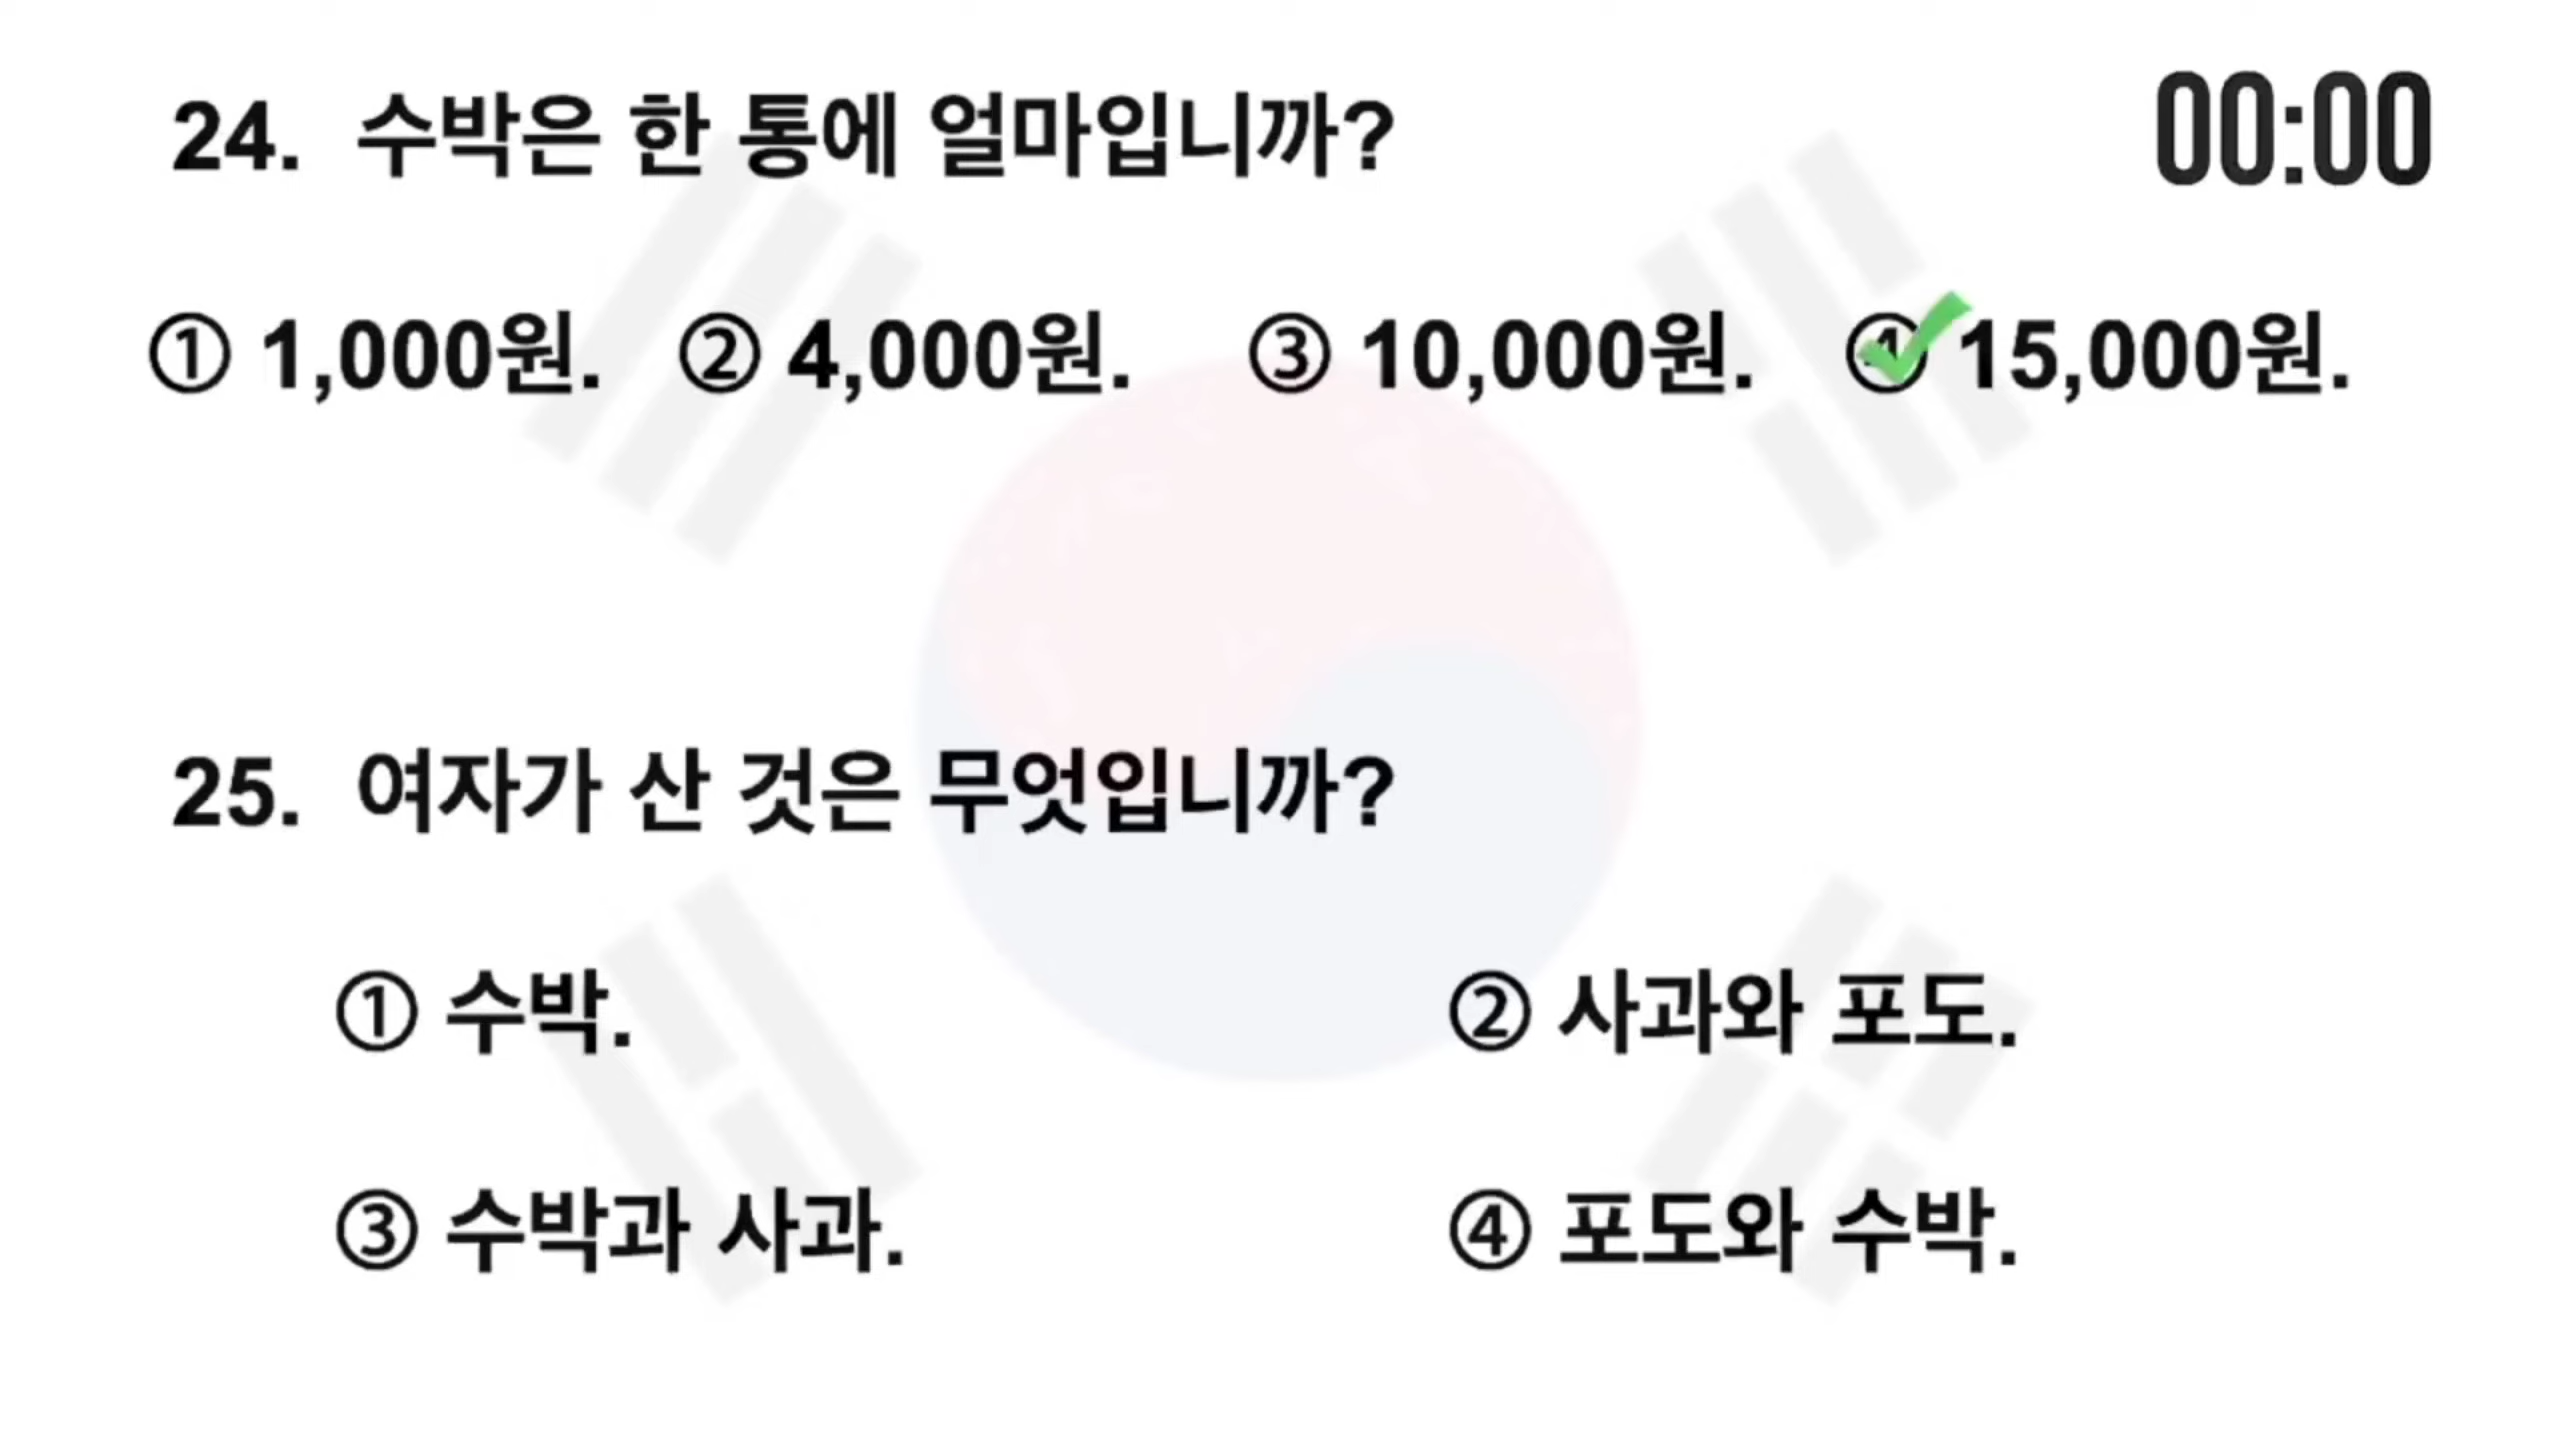 24. 수박은 한 통에 얼마입니까?
00:00
① 1,000원. ② 4,000원. ③ 10,000원. ④ 15,000원.
25. 여자가 산 것은 무엇입니까?
① 수박. ② 사과와 포도.
③ 수박과 사과. ④ 포도와 수박.